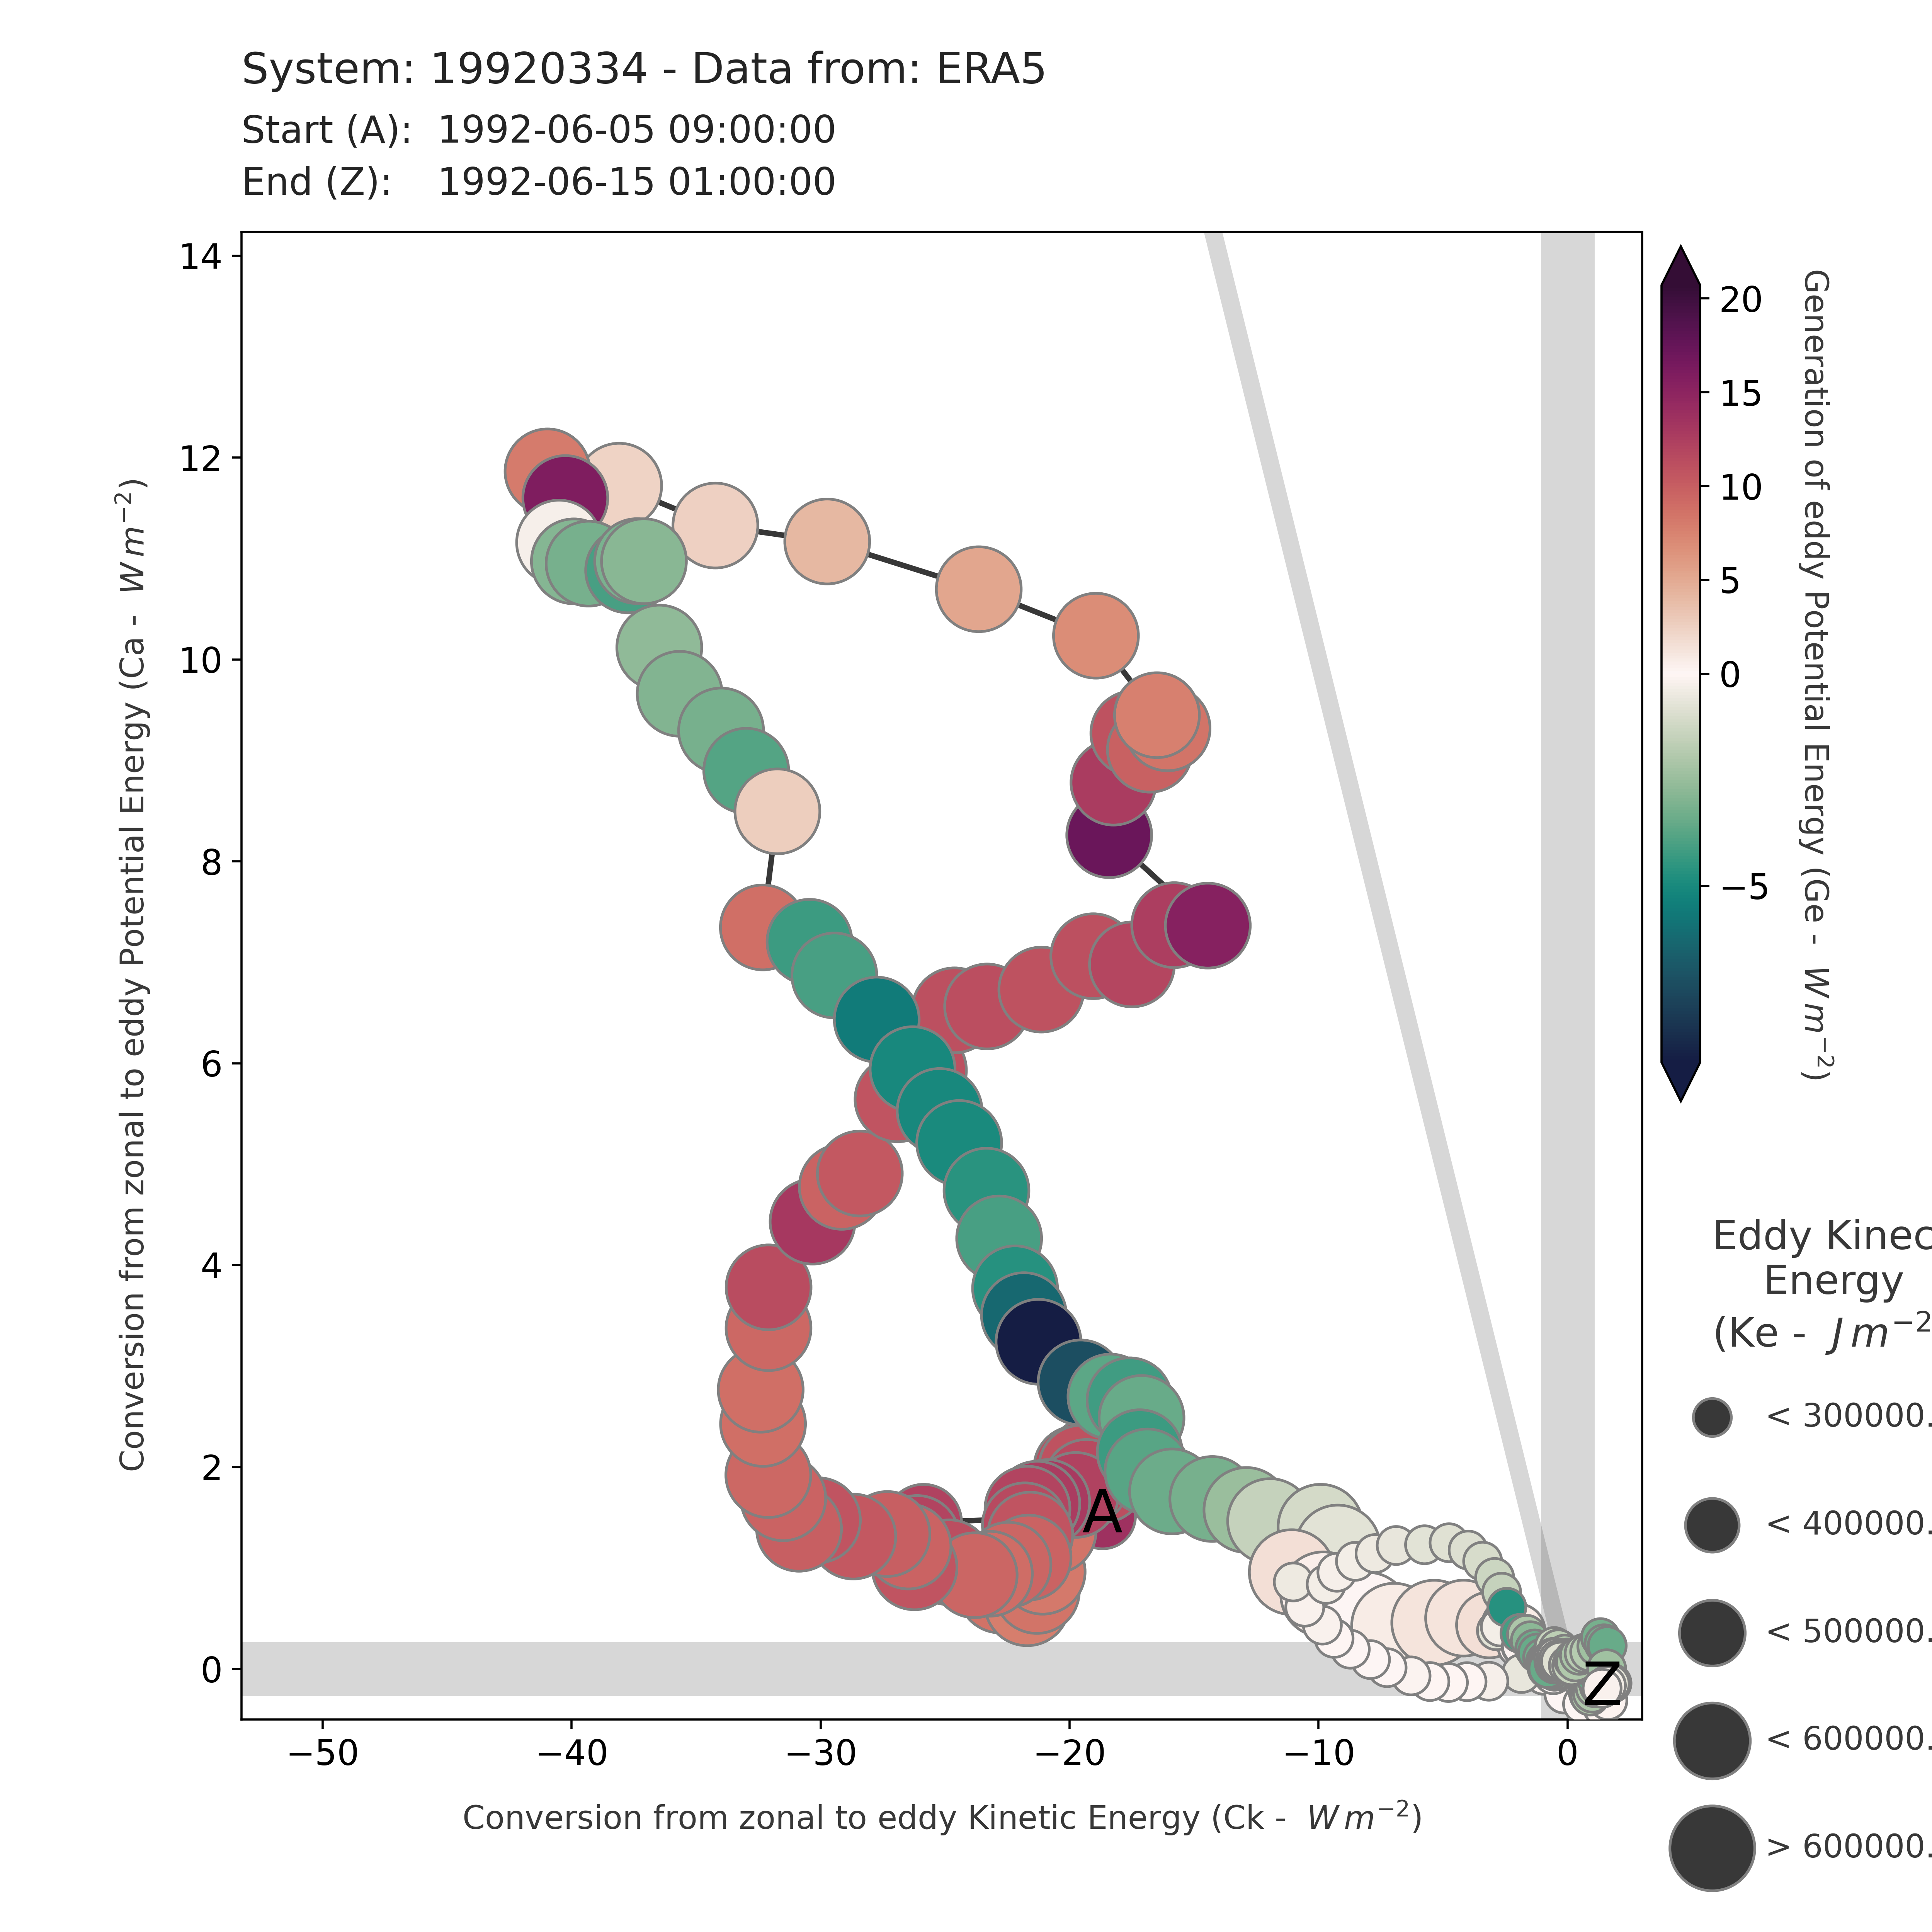 System: 19920334 - Data from: ERA5
Start (A): 1992-06-05 09:00:00
End (Z): 1992-06-15 01:00:00
Conversion from zonal to eddy Potential Energy (Ca - W m⁻²)
14
12
10
8
6
4
2
0
−50
−40
−30
−20
−10
0
Conversion from zonal to eddy Kinetic Energy (Ck - W m⁻²)
A
Z
20
15
10
5
0
−5
Generation of eddy Potential Energy (Ge - W m⁻²)
Eddy Kinec
Energy
(Ke - J m⁻²
< 300000.
< 400000.
< 500000.
< 600000.
> 600000.